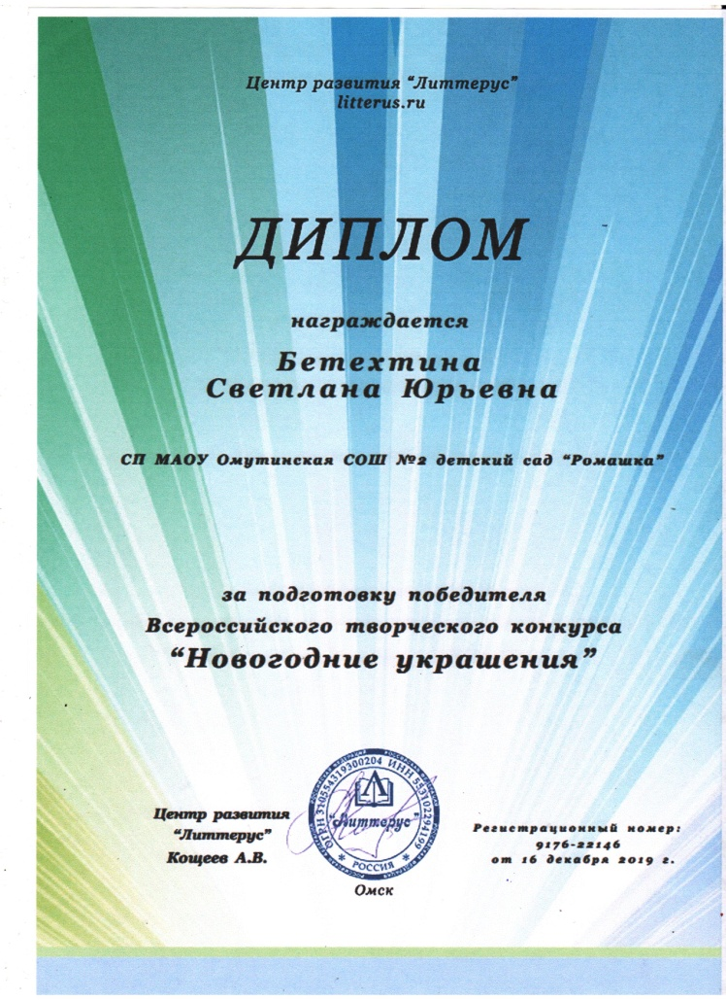 Центр развития “Литтерус”
litterus.ru
ДИПЛОМ
награждается
Бетехтина
Светлана Юрьевна
СП МАОУ Омутинская СОШ №2 детский сад “Ромашка”
за подготовку победителя
Всероссийского творческого конкурса
“Новогодние украшения”
Центр развития
“Литтерус”
Кощеев А.В.
ОГРН 310554319300204 ИНН 553102294199
“Литтерус”
РОССИЯ
Омск
Регистрационный номер:
9176-22146
от 16 декабря 2019 г.